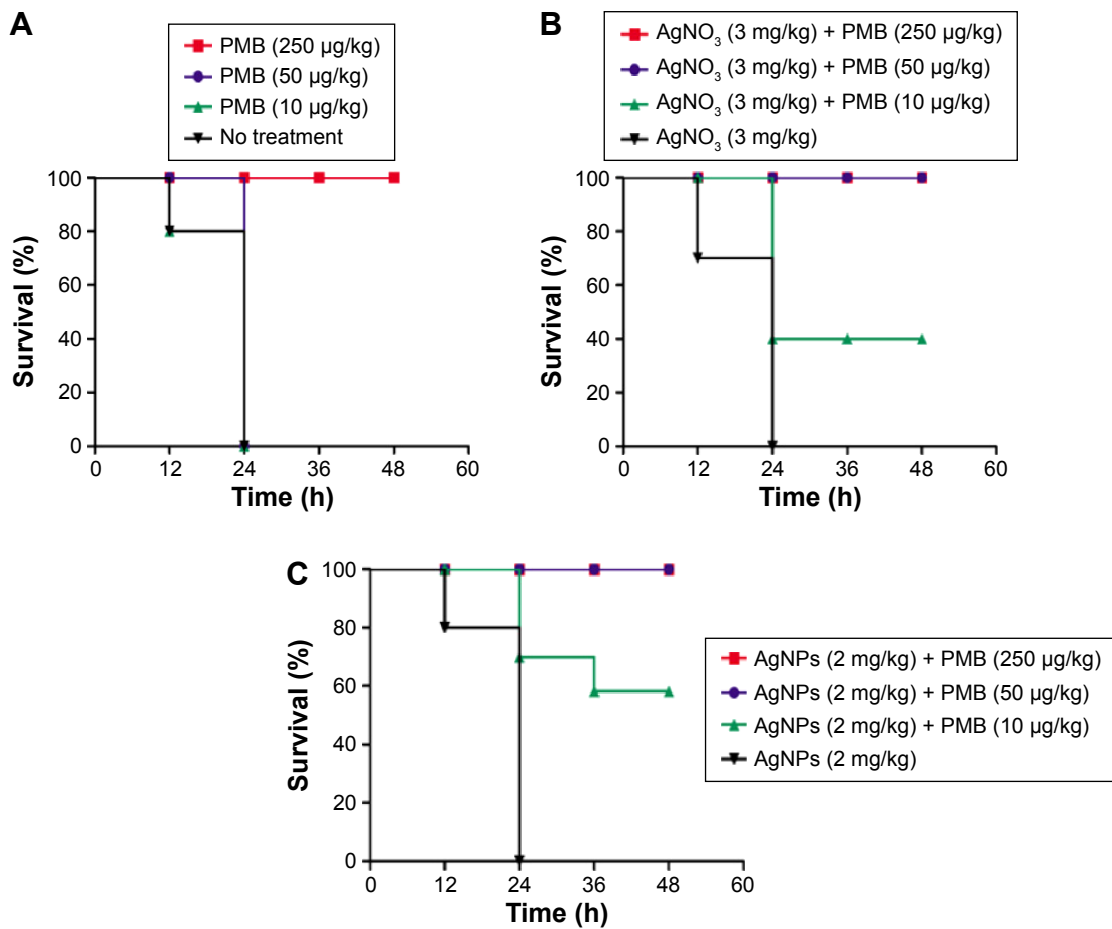 A
PMB (250 µg/kg)
PMB (50 µg/kg)
PMB (10 µg/kg)
No treatment
100
80
60
40
20
0
Survival (%)
0 12 24 36 48 60
Time (h)
B
AgNO₃ (3 mg/kg) + PMB (250 µg/kg)
AgNO₃ (3 mg/kg) + PMB (50 µg/kg)
AgNO₃ (3 mg/kg) + PMB (10 µg/kg)
AgNO₃ (3 mg/kg)
100
80
60
40
20
0
Survival (%)
0 12 24 36 48 60
Time (h)
C
100
80
60
40
20
0
Survival (%)
0 12 24 36 48 60
Time (h)
AgNPs (2 mg/kg) + PMB (250 µg/kg)
AgNPs (2 mg/kg) + PMB (50 µg/kg)
AgNPs (2 mg/kg) + PMB (10 µg/kg)
AgNPs (2 mg/kg)